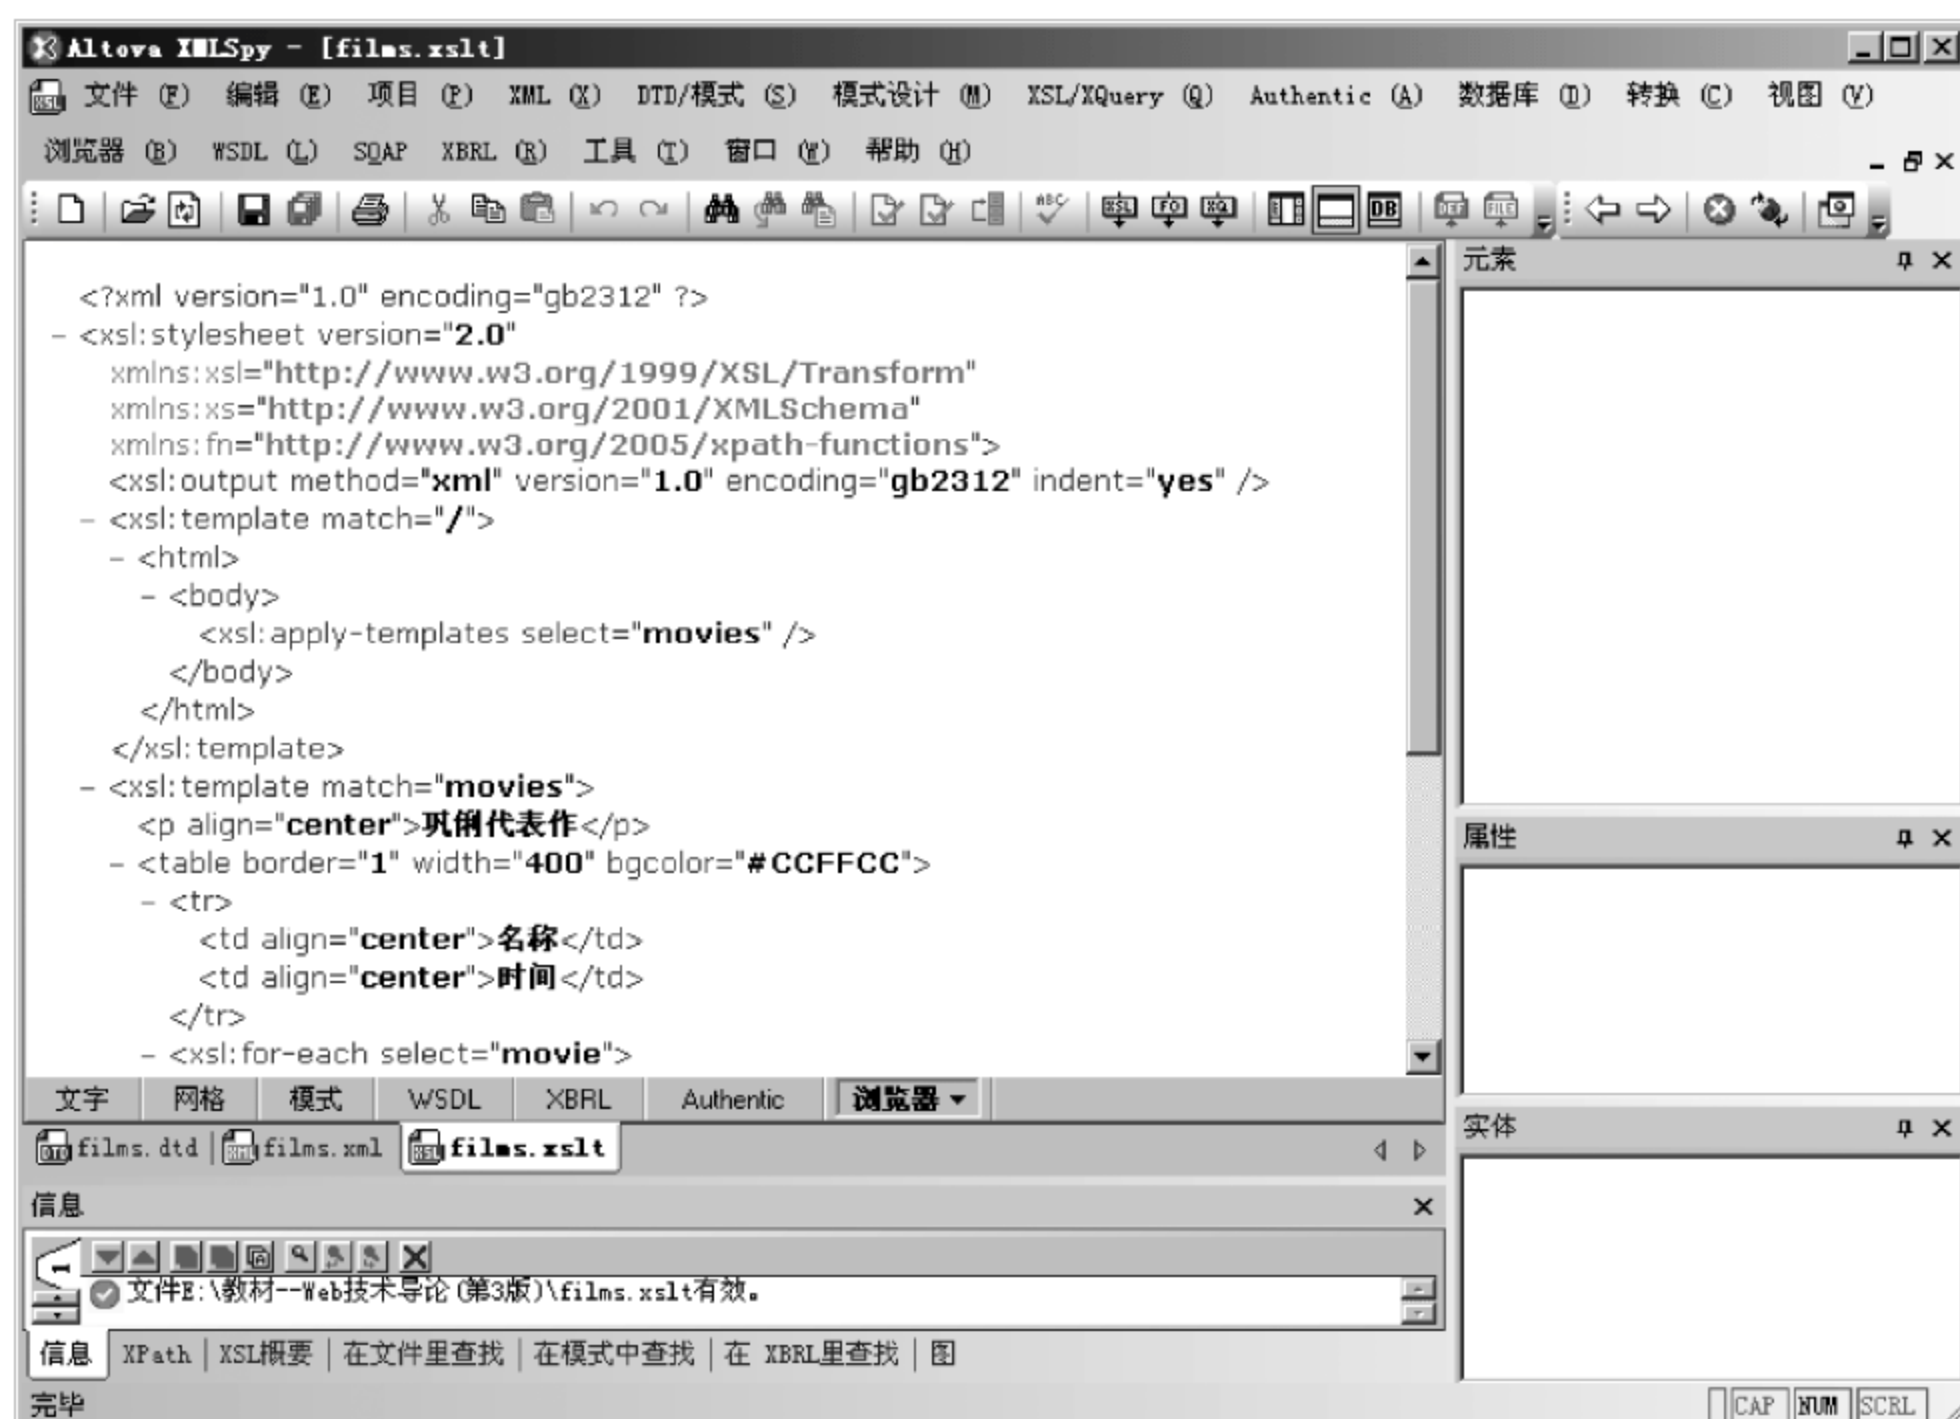 Altova XMLSpy - [films.xslt]
文件 (F) 编辑 (E) 项目 (P) XML (X) DTD/模式 (S) 模式设计 (M) XSL/XQuery (Q) Authentic (A) 数据库 (D) 转换 (C) 视图 (V)
浏览器 (B) WSDL (L) SOAP XBRL (R) 工具 (T) 窗口 (W) 帮助 (H)
ABC XSL FO XQ DB FILE
元素
<?xml version="1.0" encoding="gb2312" ?>
- <xsl:stylesheet version="2.0"
xmlns:xsl="http://www.w3.org/1999/XSL/Transform"
xmlns:xs="http://www.w3.org/2001/XMLSchema"
xmlns:fn="http://www.w3.org/2005/xpath-functions">
<xsl:output method="xml" version="1.0" encoding="gb2312" indent="yes" />
- <xsl:template match="/">
- <html>
- <body>
<xsl:apply-templates select="movies" />
</body>
</html>
</xsl:template>
- <xsl:template match="movies">
<p align="center">巩俐代表作</p>
- <table border="1" width="400" bgcolor="#CCFFCC">
- <tr>
<td align="center">名称</td>
<td align="center">时间</td>
</tr>
- <xsl:for-each select="movie">
属性
实体
文字 网格 模式 WSDL XBRL Authentic 浏览器
films.dtd films.xml films.xslt
信息
1
文件E:\教材--Web技术导论(第3版)\films.xslt有效。
信息 XPath XSL概要 在文件里查找 在模式中查找 在 XBRL里查找 图
完毕
CAP NUM SCRL